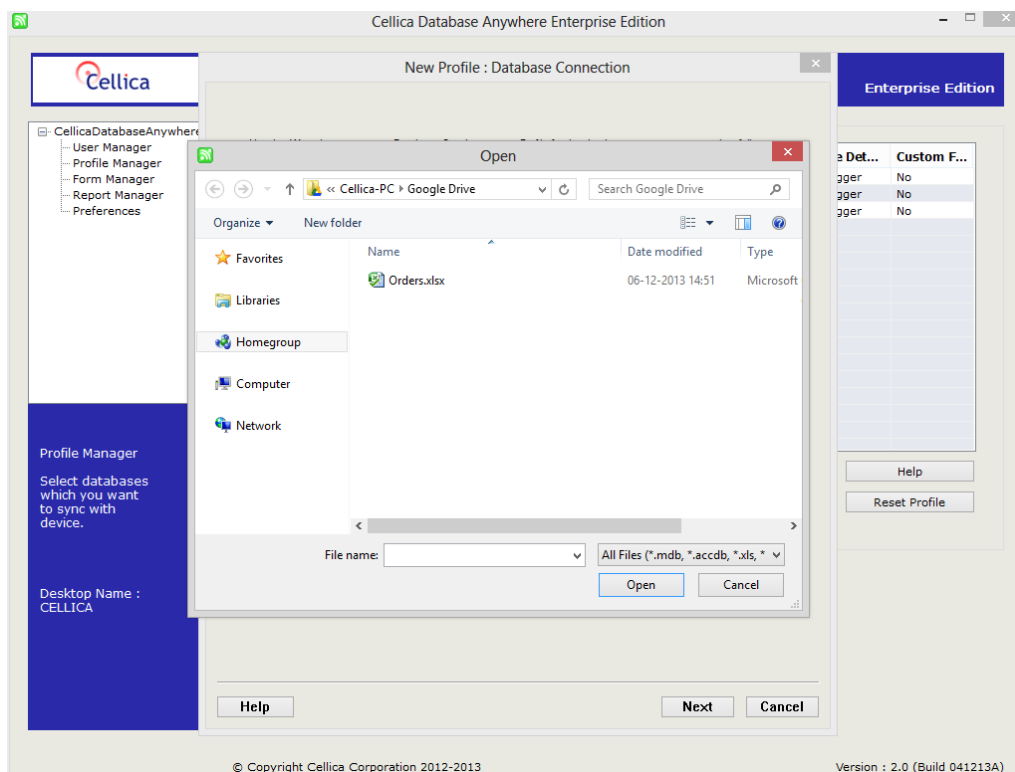 Cellica Database Anywhere Enterprise Edition
Cellica
New Profile : Database Connection
Enterprise Edition
CellicaDatabaseAnywhere
User Manager
Profile Manager
Form Manager
Report Manager
Preferences
Open
« Cellica-PC Google Drive
Search Google Drive
Organize
New folder
Favorites
Libraries
Homegroup
Computer
Network
Name Date modified Type
Orders.xlsx 06-12-2013 14:51 Microsoft
File name:
All Files (*.mdb, *.accdb, *.xls, *
Open Cancel
e Det... Custom F...
gger No
gger No
gger No
Help
Reset Profile
Profile Manager
Select databases
which you want
to sync with
device.
Desktop Name :
CELLICA
Help Next Cancel
© Copyright Cellica Corporation 2012-2013
Version : 2.0 (Build 041213A)